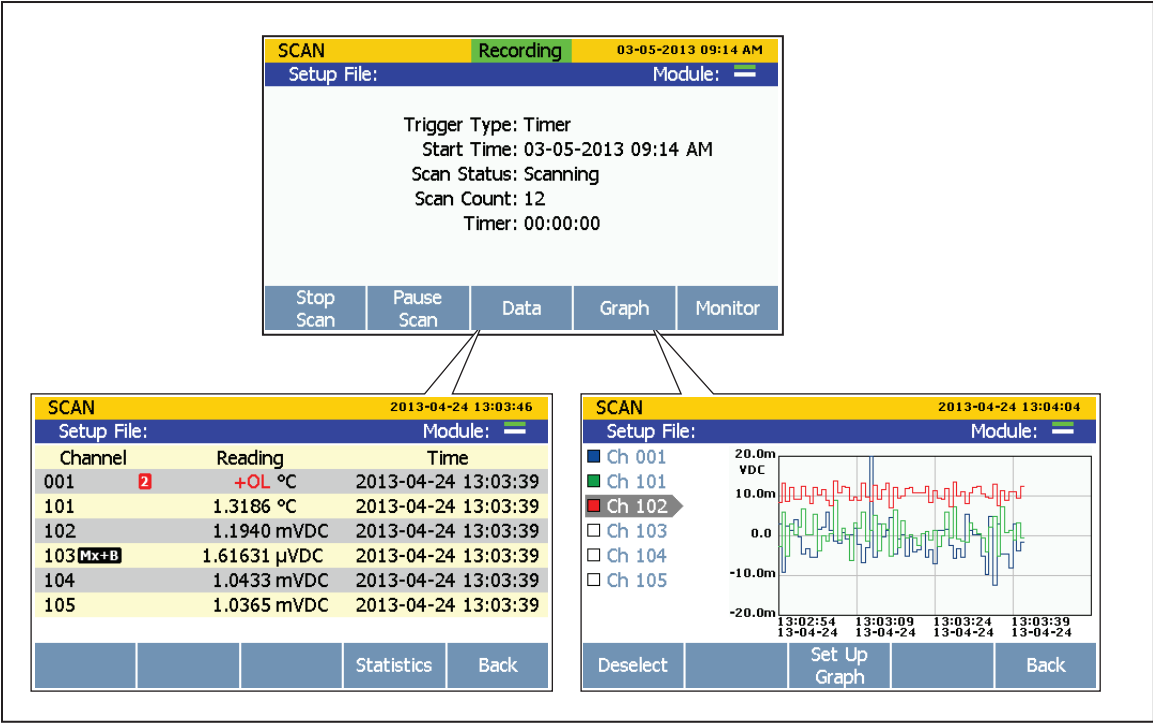 SCAN Recording 03-05-2013 09:14 AM
Setup File: Module:
Trigger Type: Timer
Start Time: 03-05-2013 09:14 AM
Scan Status: Scanning
Scan Count: 12
Timer: 00:00:00
Stop Scan Pause Scan Data Graph Monitor
SCAN 2013-04-24 13:03:46
Setup File: Module:
Channel Reading Time
001 2 +OL °C 2013-04-24 13:03:39
101 1.3186 °C 2013-04-24 13:03:39
102 1.1940 mVDC 2013-04-24 13:03:39
103 Mx+B 1.61631 µVDC 2013-04-24 13:03:39
104 1.0433 mVDC 2013-04-24 13:03:39
105 1.0365 mVDC 2013-04-24 13:03:39
Statistics Back
SCAN 2013-04-24 13:04:04
Setup File: Module:
Ch 001
Ch 101
Ch 102
Ch 103
Ch 104
Ch 105
20.0m
VDC
10.0m
0.0
-10.0m
-20.0m
13:02:54 13:03:09 13:03:24 13:03:39
13-04-24 13-04-24 13-04-24 13-04-24
Deselect Set Up Graph Back